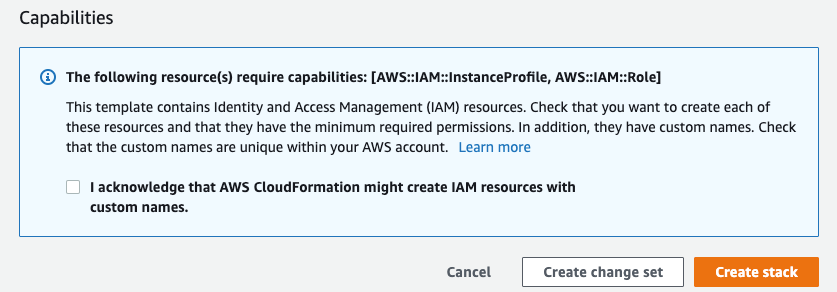 Capabilities
The following resource(s) require capabilities: [AWS::IAM::InstanceProfile, AWS::IAM::Role]
This template contains Identity and Access Management (IAM) resources. Check that you want to create each of
these resources and that they have the minimum required permissions. In addition, they have custom names. Check
that the custom names are unique within your AWS account. Learn more
I acknowledge that AWS CloudFormation might create IAM resources with
custom names.
Cancel Create change set Create stack